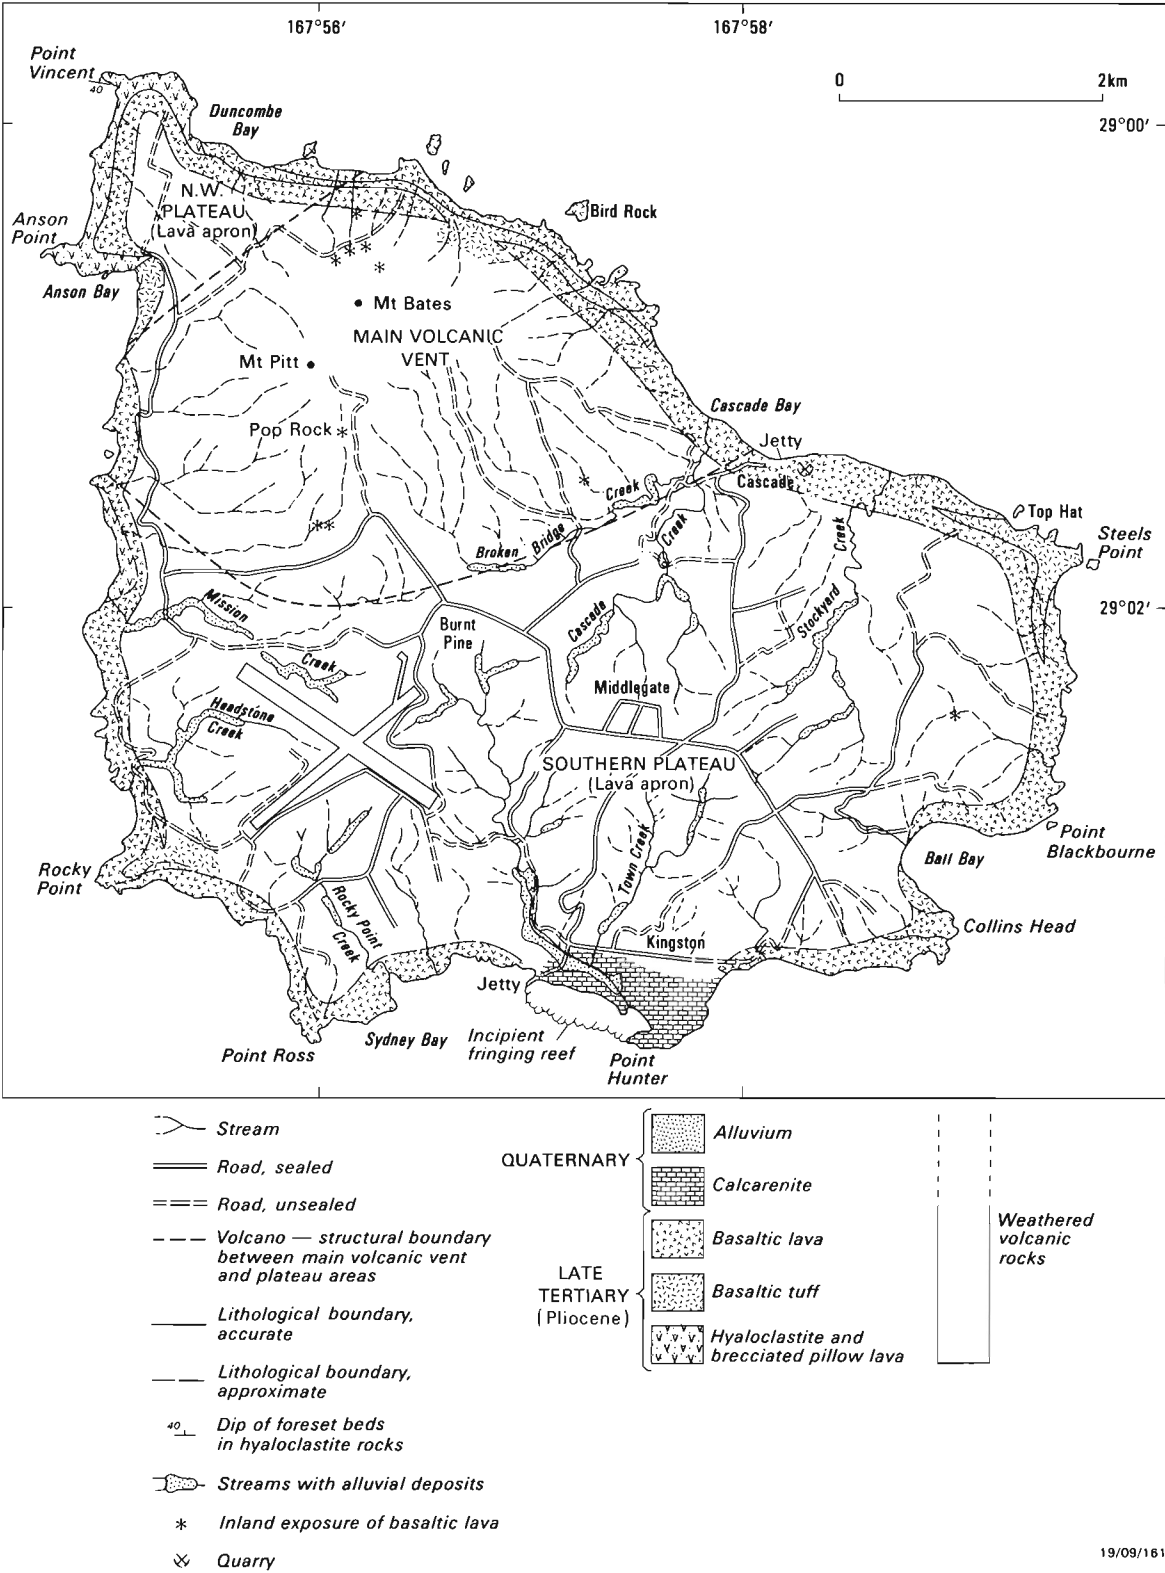 167°56′
167°58′
Point
Vincent
40
Duncombe
Bay
0
2km
29°00′
N.W.
PLATEAU
(Lava apron)
Anson
Point
Bird Rock
Anson Bay
Mt Bates
MAIN VOLCANIC
VENT
Mt Pitt
Cascade Bay
Jetty
Pop Rock
Cascade
Creek
Bridge
Broken
Creek
Creek
Top Hat
Steels
Point
29°02′
Mission
Creek
Burnt
Pine
Cascade
Stockyard
Middlegate
Headstone
Creek
SOUTHERN PLATEAU
(Lava apron)
Town Creek
Ball Bay
Point
Blackbourne
Rocky
Point
Rocky Point
Creek
Kingston
Collins Head
Jetty
Sydney Bay
Incipient
fringing reef
Point Ross
Point
Hunter
Stream
Road, sealed
Road, unsealed
Volcano — structural boundary
between main volcanic vent
and plateau areas
Lithological boundary,
accurate
Lithological boundary,
approximate
40
Dip of foreset beds
in hyaloclastite rocks
Streams with alluvial deposits
Inland exposure of basaltic lava
Quarry
QUATERNARY
Alluvium
Calcarenite
LATE
TERTIARY
(Pliocene)
Basaltic lava
Basaltic tuff
Hyaloclastite and
brecciated pillow lava
Weathered
volcanic
rocks
19/09/161